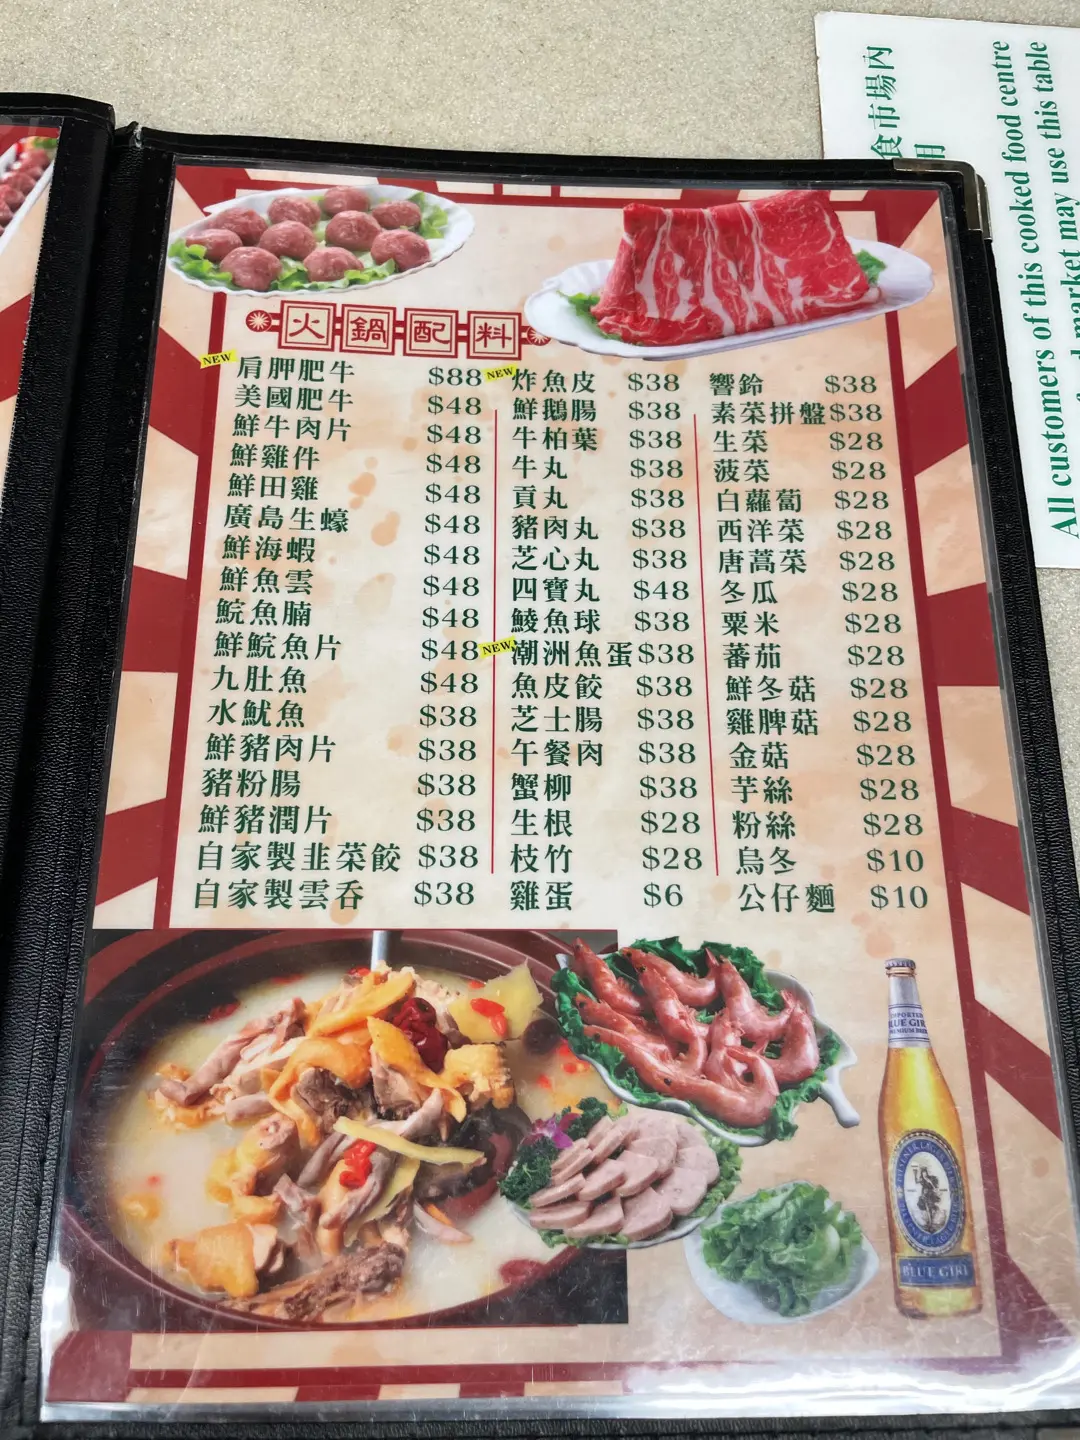 火鍋配料
NEW
肩胛肥牛 $88
美國肥牛 $48
鮮牛肉片 $48
鮮雞件 $48
鮮田雞 $48
廣島生蠔 $48
鮮海蝦 $48
鮮魚雲 $48
鯇魚腩 $48
鮮鯇魚片 $48
九肚魚 $48
水魷魚 $38
鮮豬肉片 $38
豬粉腸 $38
鮮豬潤片 $38
自家製韭菜餃 $38
自家製雲呑 $38
NEW
炸魚皮 $38
鮮鵝腸 $38
牛柏葉 $38
牛丸 $38
貢丸 $38
豬肉丸 $38
芝心丸 $38
四寶丸 $48
鯪魚球 $38
NEW
潮洲魚蛋 $38
魚皮餃 $38
芝士腸 $38
午餐肉 $38
蟹柳 $38
生根 $28
枝竹 $28
雞蛋 $6
響鈴 $38
素菜拼盤 $38
生菜 $28
菠菜 $28
白蘿蔔 $28
西洋菜 $28
唐蒿菜 $28
冬瓜 $28
粟米 $28
蕃茄 $28
鮮冬菇 $28
雞脾菇 $28
金菇 $28
芋絲 $28
粉絲 $28
烏冬 $10
公仔麵 $10
BLUE GIRL
食市場內
用
All customers of this cooked food centre
market may use this table